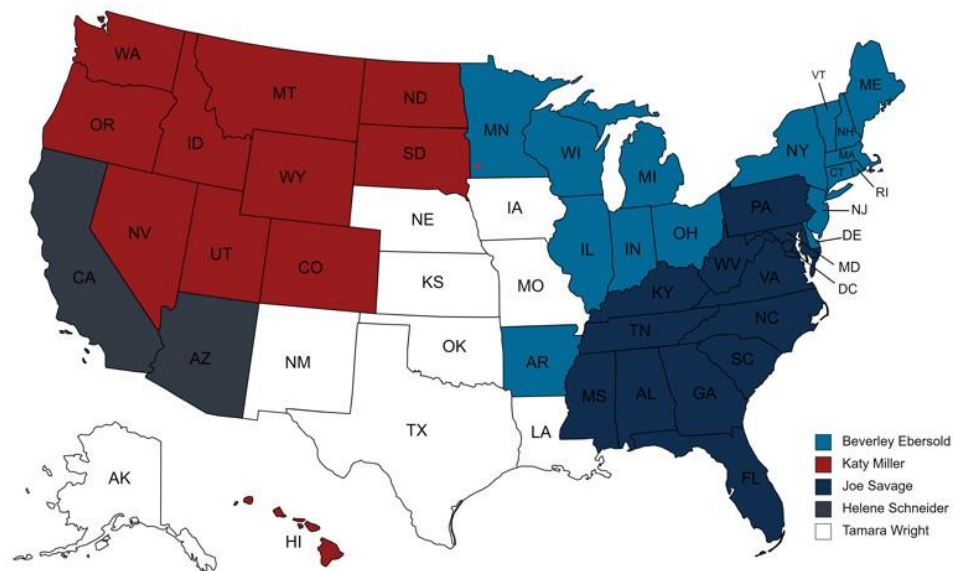 WA
MT
ND
MN
VT
ME
OR
ID
SD
WI
NY
NH
MA
CT
RI
WY
MI
NE
IA
PA
NJ
NV
UT
CO
IL
IN
OH
DE
CA
KS
MO
WV
VA
MD
DC
KY
AZ
NM
OK
AR
TN
NC
SC
MS
AL
GA
TX
LA
FL
AK
HI
Beverley Ebersold
Katy Miller
Joe Savage
Helene Schneider
Tamara Wright